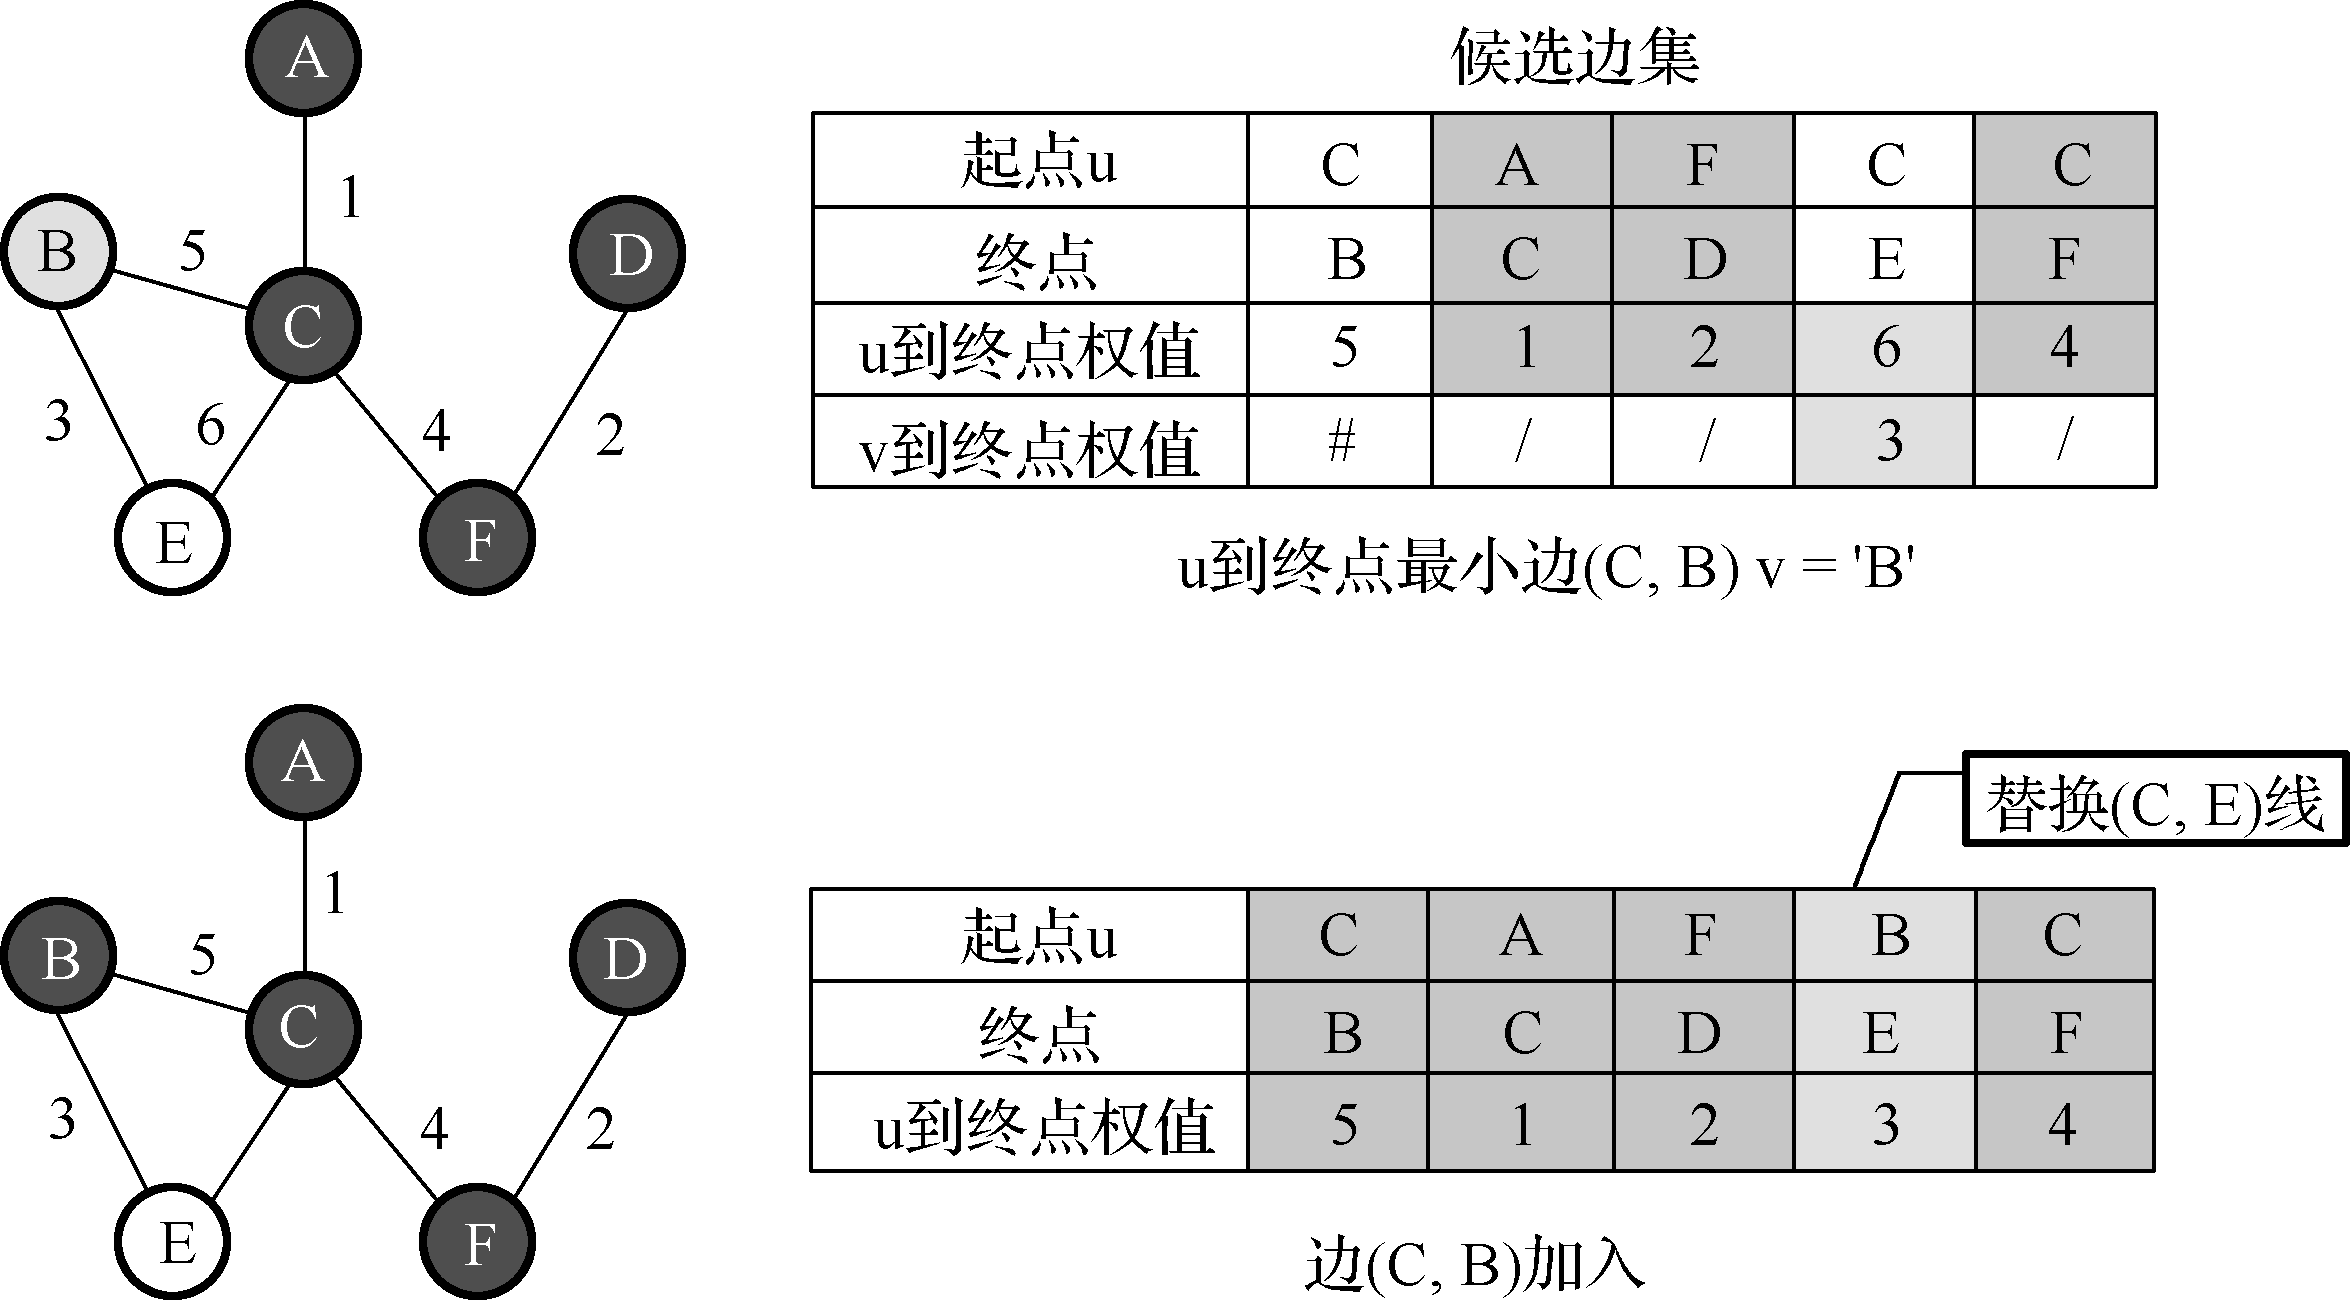 A
1
B
5
D
C
3
6
4
2
E
F
候选边集
起点u C A F C C
终点 B C D E F
u到终点权值 5 1 2 6 4
v到终点权值 # / / 3 /
u到终点最小边(C, B) v = 'B'
A
1
B
5
D
C
3
4
2
E
F
替换(C, E)线
起点u C A F B C
终点 B C D E F
u到终点权值 5 1 2 3 4
边(C, B)加入